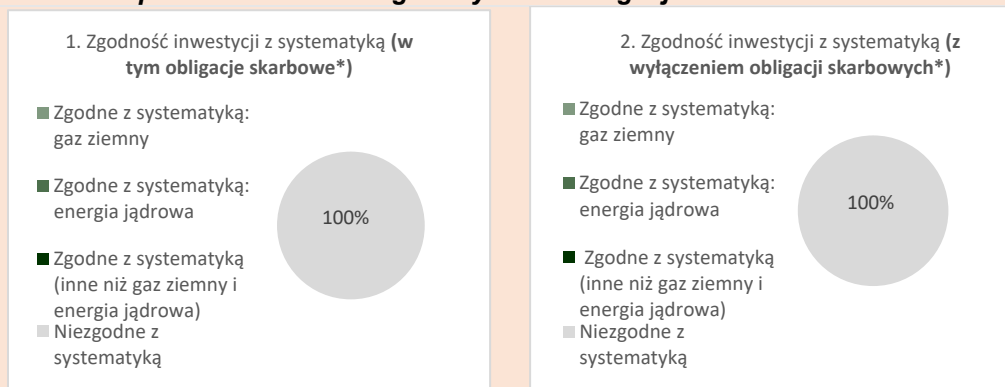 1. Zgodność inwestycji z systematyką (w
tym obligacje skarbowe*)
Zgodne z systematyką:
gaz ziemny
Zgodne z systematyką:
energia jądrowa
Zgodne z systematyką
(inne niż gaz ziemny i
energia jądrowa)
Niezgodne z
systematyką
100%
2. Zgodność inwestycji z systematyką (z
wyłączeniem obligacji skarbowych*)
Zgodne z systematyką:
gaz ziemny
Zgodne z systematyką:
energia jądrowa
Zgodne z systematyką
(inne niż gaz ziemny i
energia jądrowa)
Niezgodne z
systematyką
100%